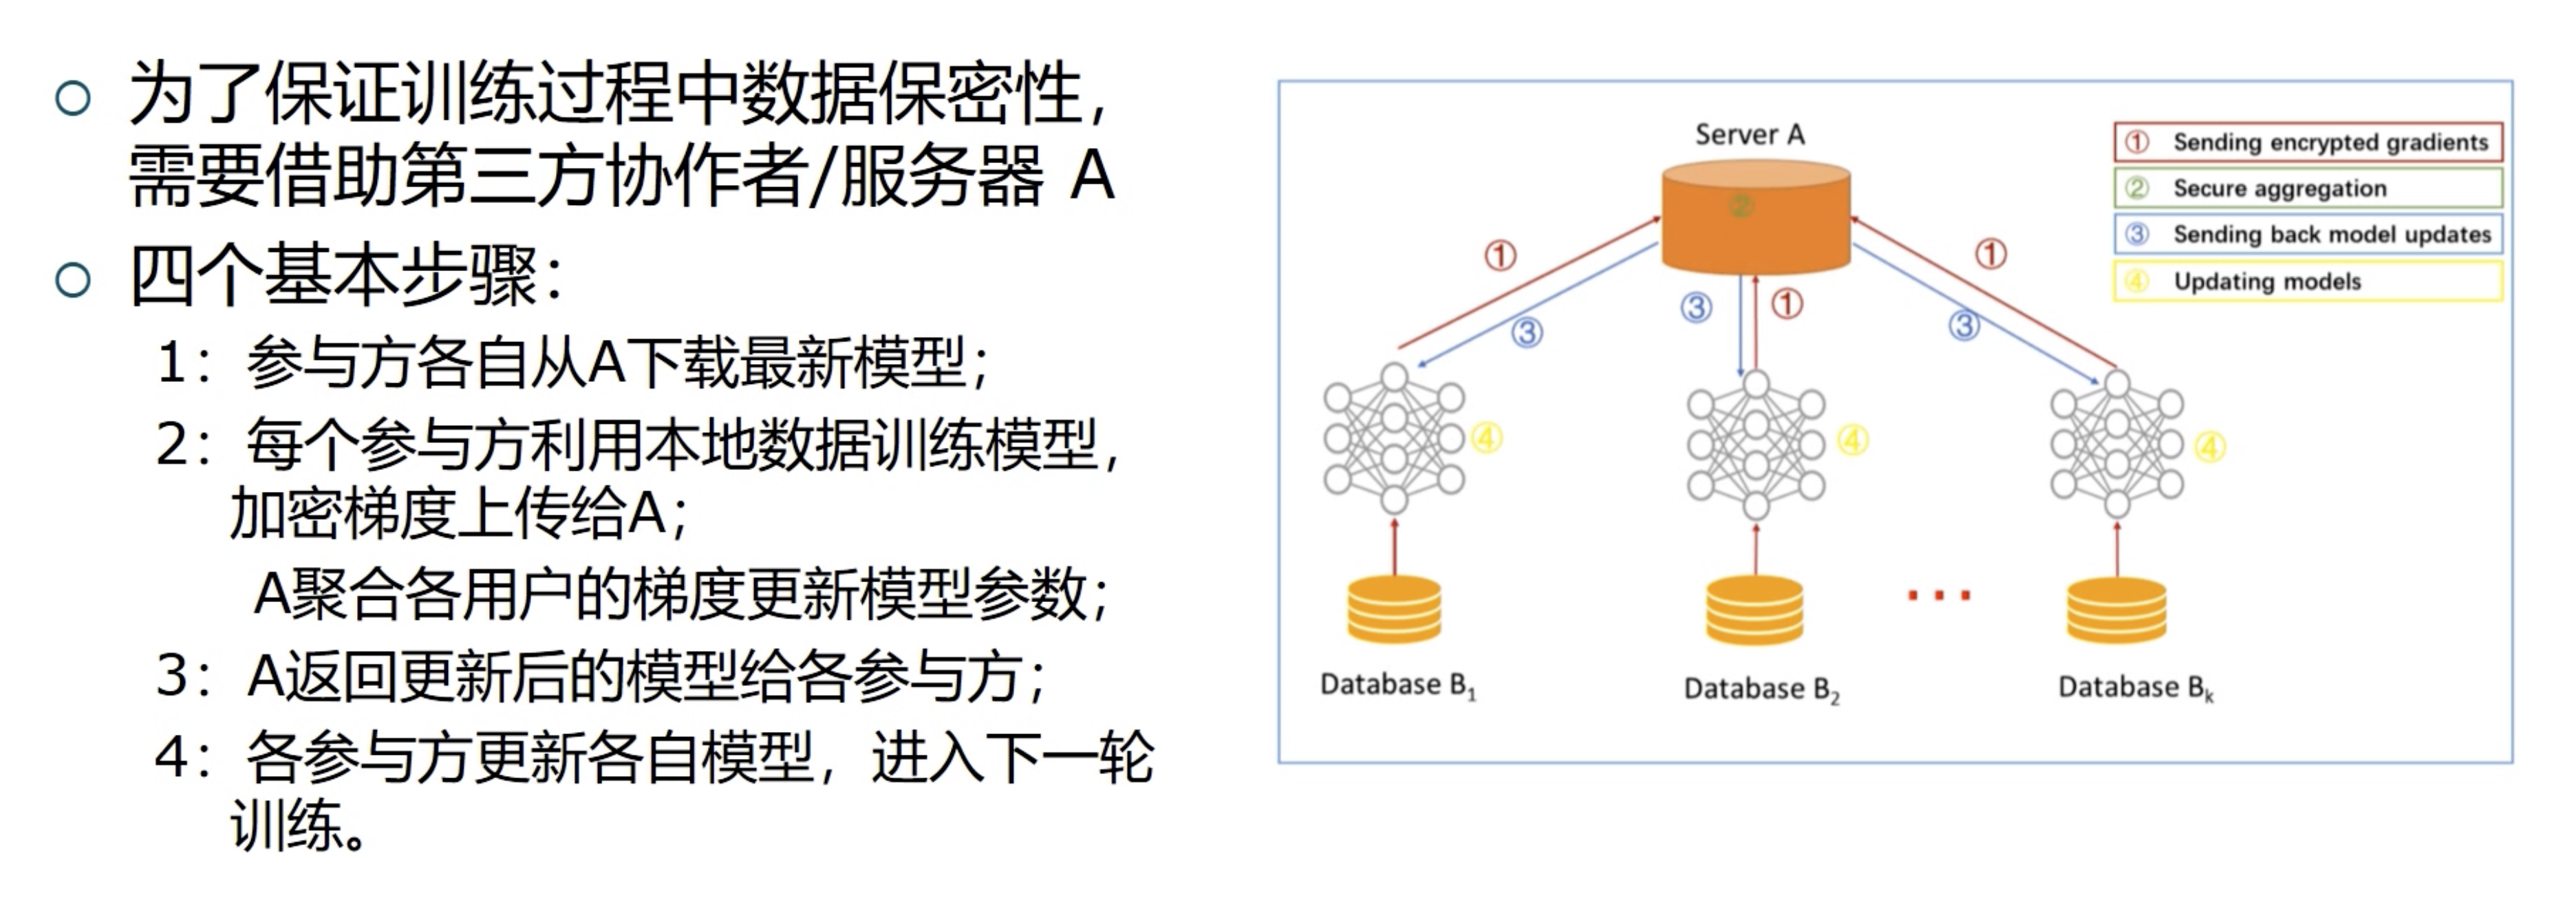 为了保证训练过程中数据保密性，
需要借助第三方协作者/服务器 A
四个基本步骤：
1：参与方各自从A下载最新模型；
2：每个参与方利用本地数据训练模型，
加密梯度上传给A；
A聚合各用户的梯度更新模型参数；
3：A返回更新后的模型给各参与方；
4：各参与方更新各自模型，进入下一轮
训练。
Server A
① Sending encrypted gradients
② Secure aggregation
③ Sending back model updates
④ Updating models
②
① ①
③ ①
③ ③
④ ④ ④
...
Database B₁ Database B₂ Database Bₖ